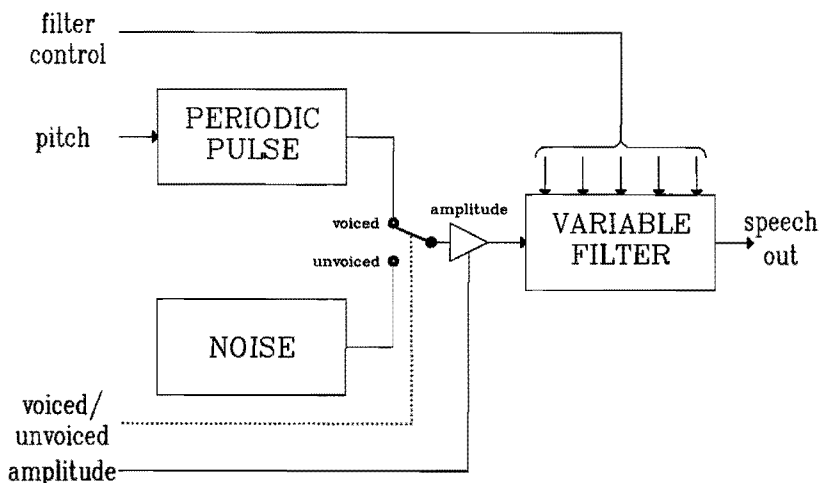 filter
control
pitch
PERIODIC
PULSE
voiced
unvoiced
amplitude
VARIABLE
FILTER
speech
out
NOISE
voiced/
unvoiced
amplitude